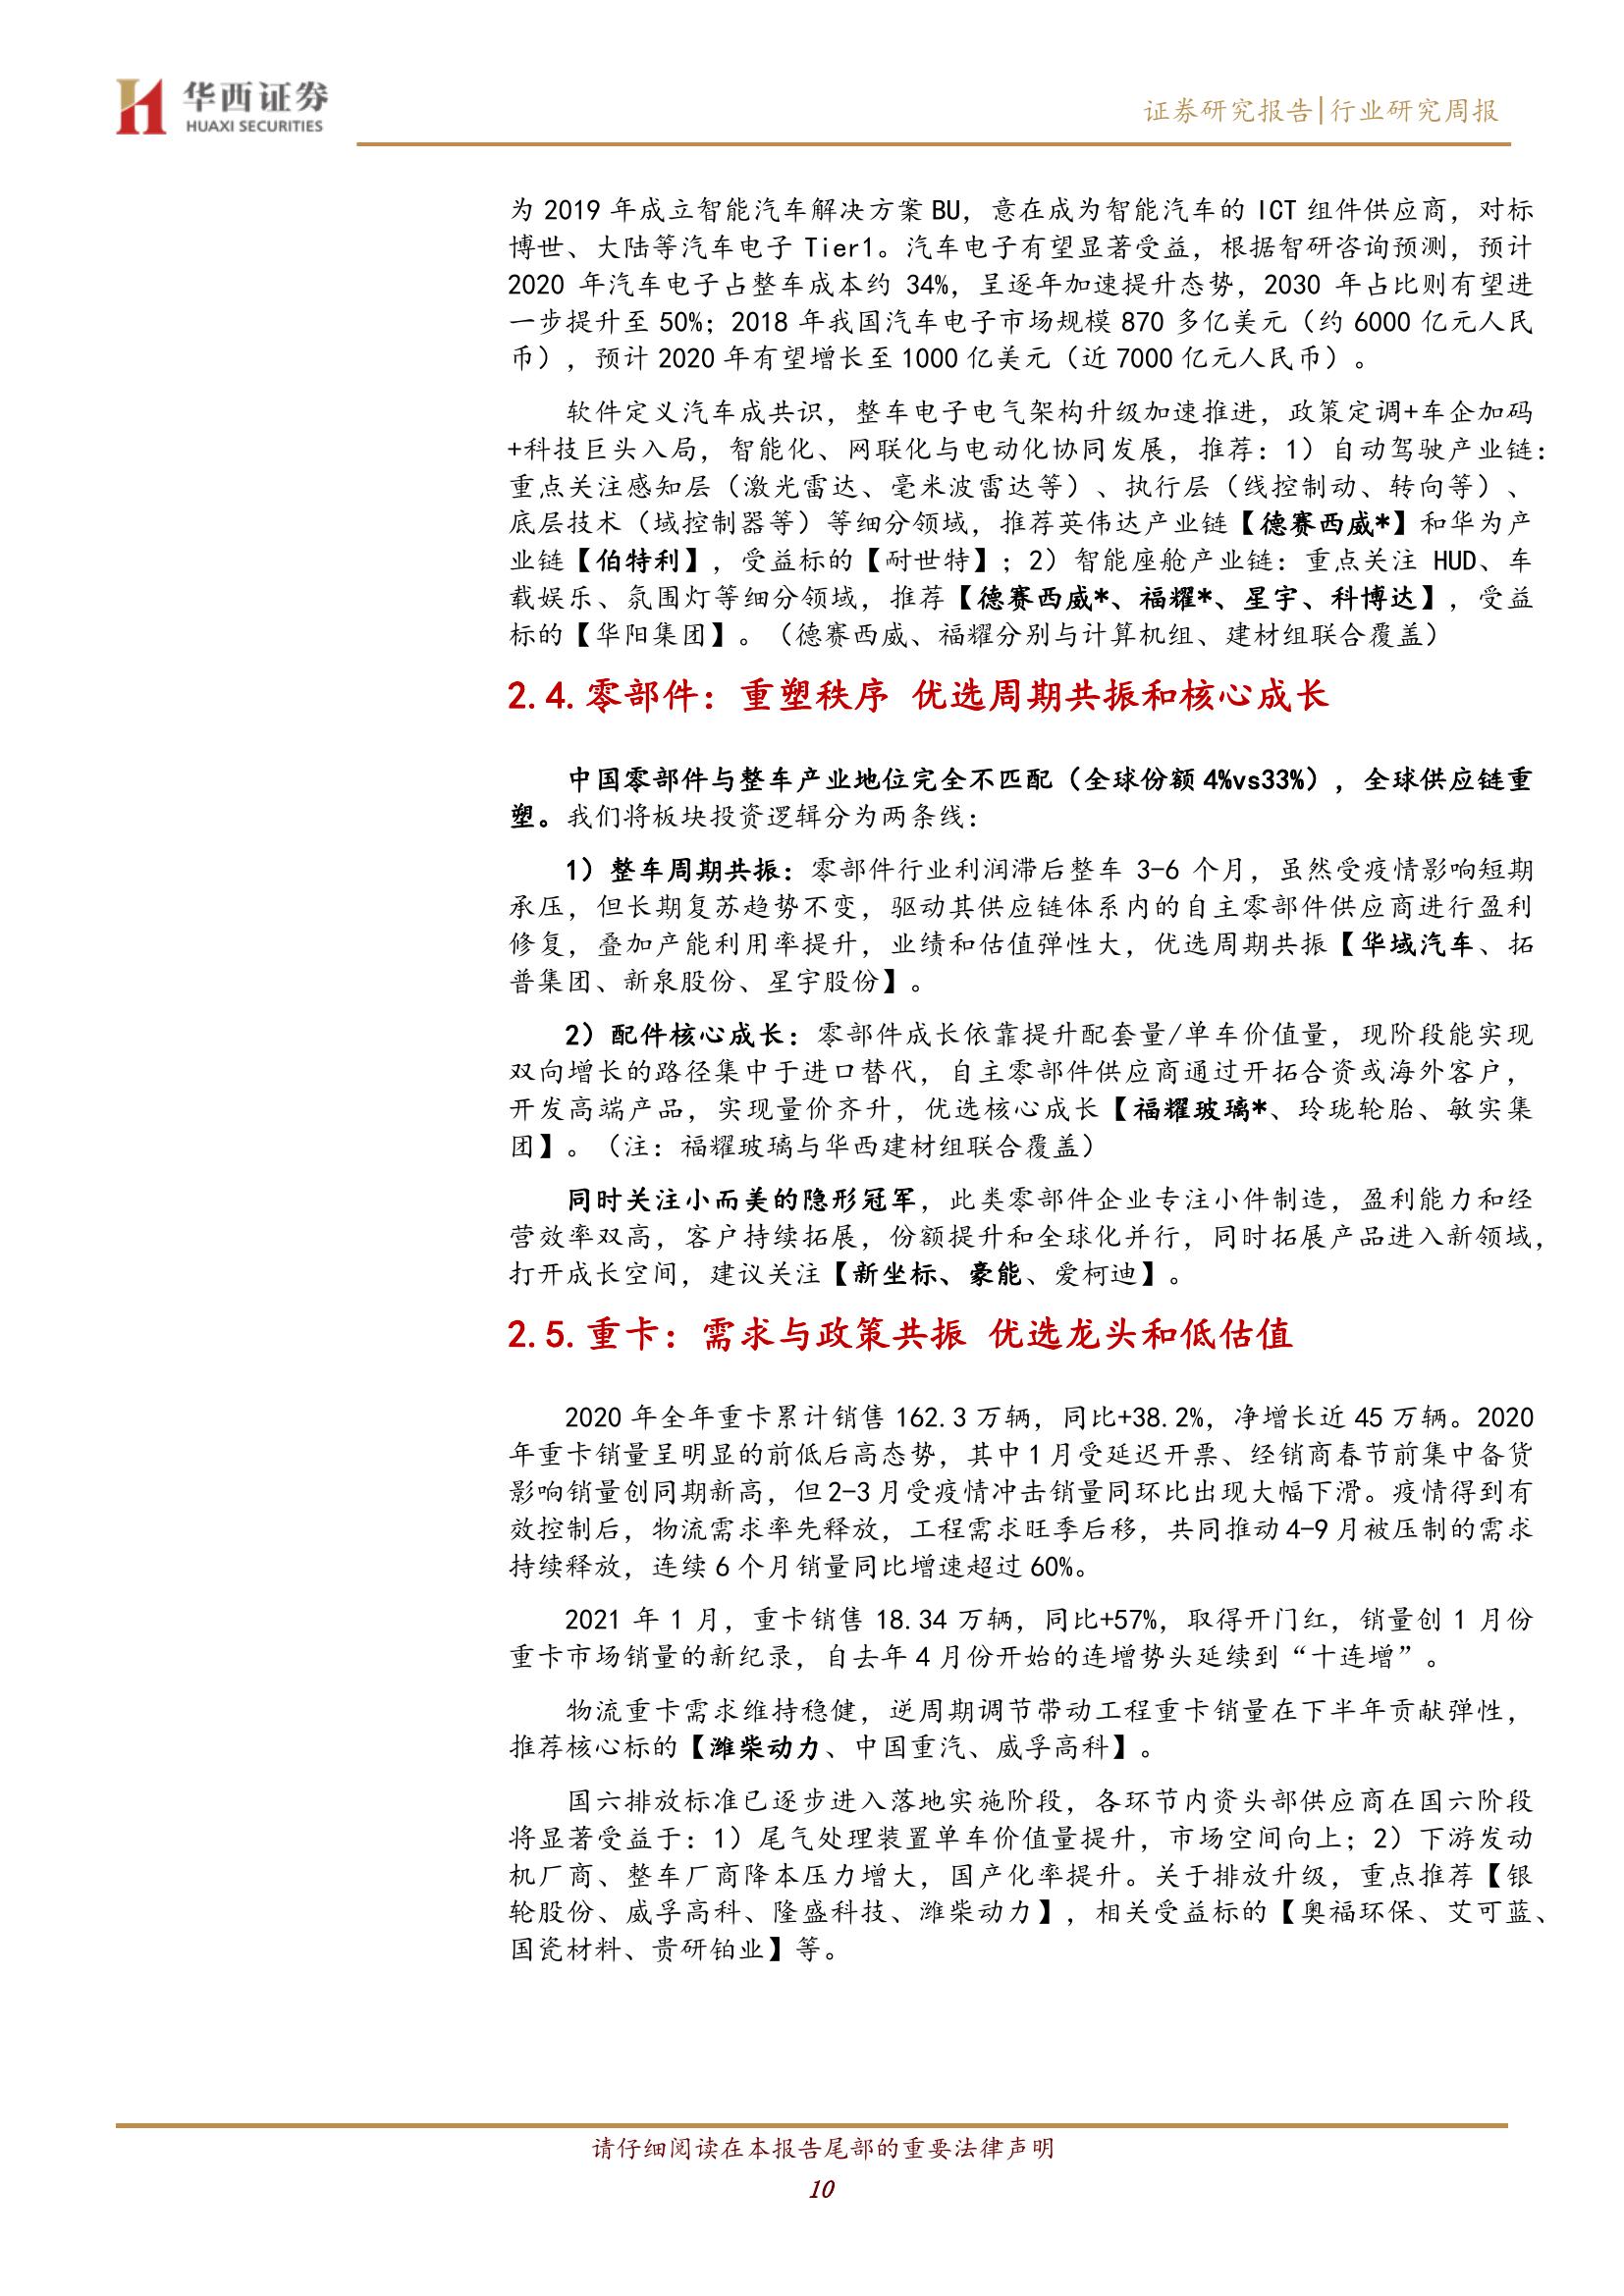 华西证券
HUAXI SECURITIES
证券研究报告|行业研究周报
为 2019 年成立智能汽车解决方案 BU，意在成为智能汽车的 ICT 组件供应商，对标
博世、大陆等汽车电子 Tier1。汽车电子有望显著受益，根据智研咨询预测，预计
2020 年汽车电子占整车成本约 34%，呈逐年加速提升态势，2030 年占比则有望进
一步提升至 50%；2018 年我国汽车电子市场规模 870 多亿美元（约 6000 亿元人民
币），预计 2020 年有望增长至 1000 亿美元（近 7000 亿元人民币）。
软件定义汽车成共识，整车电子电气架构升级加速推进，政策定调+车企加码
+科技巨头入局，智能化、网联化与电动化协同发展，推荐：1）自动驾驶产业链：
重点关注感知层（激光雷达、毫米波雷达等）、执行层（线控制动、转向等）、
底层技术（域控制器等）等细分领域，推荐英伟达产业链【德赛西威*】和华为产
业链【伯特利】，受益标的【耐世特】；2）智能座舱产业链：重点关注 HUD、车
载娱乐、氛围灯等细分领域，推荐【德赛西威*、福耀*、星宇、科博达】，受益
标的【华阳集团】。（德赛西威、福耀分别与计算机组、建材组联合覆盖）
2.4.零部件：重塑秩序 优选周期共振和核心成长
中国零部件与整车产业地位完全不匹配（全球份额 4%vs33%），全球供应链重
塑。我们将板块投资逻辑分为两条线：
1）整车周期共振：零部件行业利润滞后整车 3-6 个月，虽然受疫情影响短期
承压，但长期复苏趋势不变，驱动其供应链体系内的自主零部件供应商进行盈利
修复，叠加产能利用率提升，业绩和估值弹性大，优选周期共振【华域汽车、拓
普集团、新泉股份、星宇股份】。
2）配件核心成长：零部件成长依靠提升配套量/单车价值量，现阶段能实现
双向增长的路径集中于进口替代，自主零部件供应商通过开拓合资或海外客户，
开发高端产品，实现量价齐升，优选核心成长【福耀玻璃*、玲珑轮胎、敏实集
团】。（注：福耀玻璃与华西建材组联合覆盖）
同时关注小而美的隐形冠军，此类零部件企业专注小件制造，盈利能力和经
营效率双高，客户持续拓展，份额提升和全球化并行，同时拓展产品进入新领域，
打开成长空间，建议关注【新坐标、豪能、爱柯迪】。
2.5.重卡：需求与政策共振 优选龙头和低估值
2020 年全年重卡累计销售 162.3 万辆，同比+38.2%，净增长近 45 万辆。2020
年重卡销量呈明显的前低后高态势，其中 1 月受延迟开票、经销商春节前集中备货
影响销量创同期新高，但 2-3 月受疫情冲击销量同环比出现大幅下滑。疫情得到有
效控制后，物流需求率先释放，工程需求旺季后移，共同推动 4-9 月被压制的需求
持续释放，连续 6 个月销量同比增速超过 60%。
2021 年 1 月，重卡销售 18.34 万辆，同比+57%，取得开门红，销量创 1 月份
重卡市场销量的新纪录，自去年 4 月份开始的连增势头延续到“十连增”。
物流重卡需求维持稳健，逆周期调节带动工程重卡销量在下半年贡献弹性，
推荐核心标的【潍柴动力、中国重汽、威孚高科】。
国六排放标准已逐步进入落地实施阶段，各环节内资头部供应商在国六阶段
将显著受益于：1）尾气处理装置单车价值量提升，市场空间向上；2）下游发动
机厂商、整车厂商降本压力增大，国产化率提升。关于排放升级，重点推荐【银
轮股份、威孚高科、隆盛科技、潍柴动力】，相关受益标的【奥福环保、艾可蓝、
国瓷材料、贵研铂业】等。
请仔细阅读在本报告尾部的重要法律声明
10